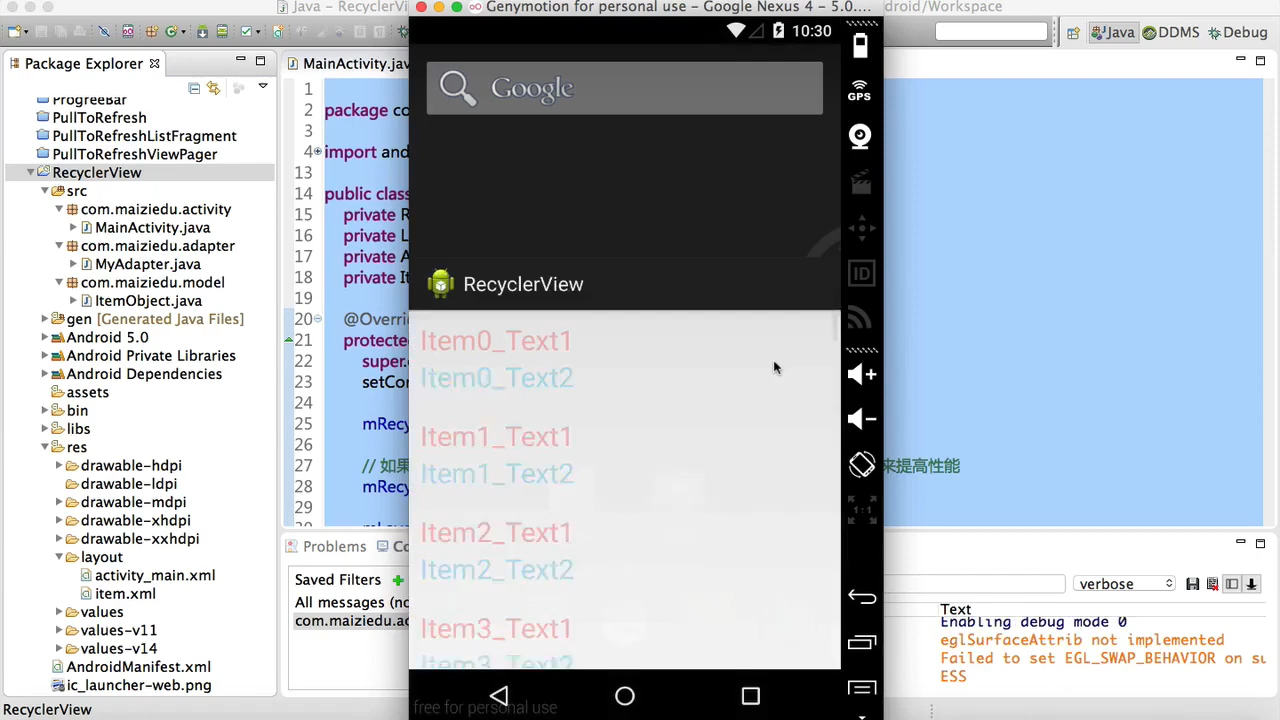 Java – RecyclerVi
Genymotion for personal use – Google Nexus 4 – 5.0....
droid/Workspace
Java
DDMS
Debug
Package Explorer
MainActivity.jav
10:30
Google
GPS
ProgreeBar
PullToRefresh
PullToRefreshListFragment
PullToRefreshViewPager
RecyclerView
src
com.maiziedu.activity
MainActivity.java
com.maiziedu.adapter
MyAdapter.java
com.maiziedu.model
ItemObject.java
gen [Generated Java Files]
Android 5.0
Android Private Libraries
Android Dependencies
assets
bin
libs
res
drawable-hdpi
drawable-ldpi
drawable-mdpi
drawable-xhdpi
drawable-xxhdpi
layout
activity_main.xml
item.xml
values
values-v11
values-v14
AndroidManifest.xml
ic_launcher-web.png
RecyclerView
1
2 package co
3
4 import and
13
14 public class
15 private R
16 private L
17 private A
18 private It
19
20 @Overri
21 protected
22 super.
23 setCon
24
25 mRecy
26
27 // 如果 来提高性能
28 mRecy
29
RecyclerView
Item0_Text1
Item0_Text2
Item1_Text1
Item1_Text2
Item2_Text1
Item2_Text2
Item3_Text1
Item3_Text2
ID
1:1
free for personal use
Problems
Co
Saved Filters
All messages (no
com.maiziedu.ac
verbose
Text
Enabling debug mode 0
eglSurfaceAttrib not implemented
Failed to set EGL_SWAP_BEHAVIOR on su
ESS